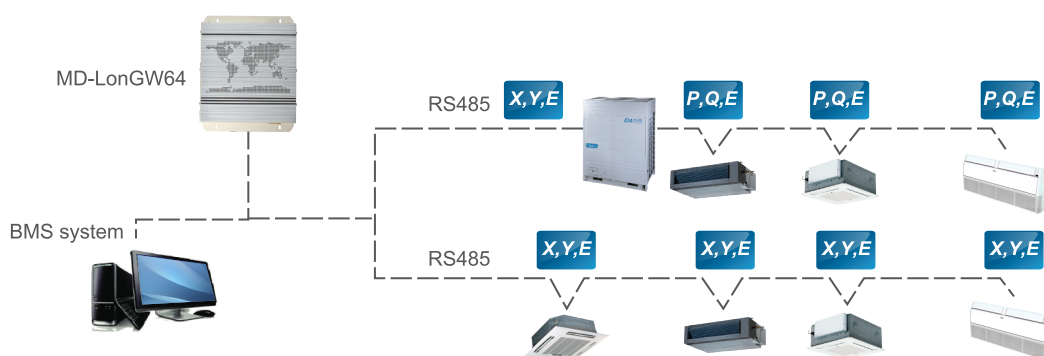 MD-LonGW64
RS485
X,Y,E
P,Q,E
P,Q,E
P,Q,E
BMS system
RS485
X,Y,E
X,Y,E
X,Y,E
X,Y,E